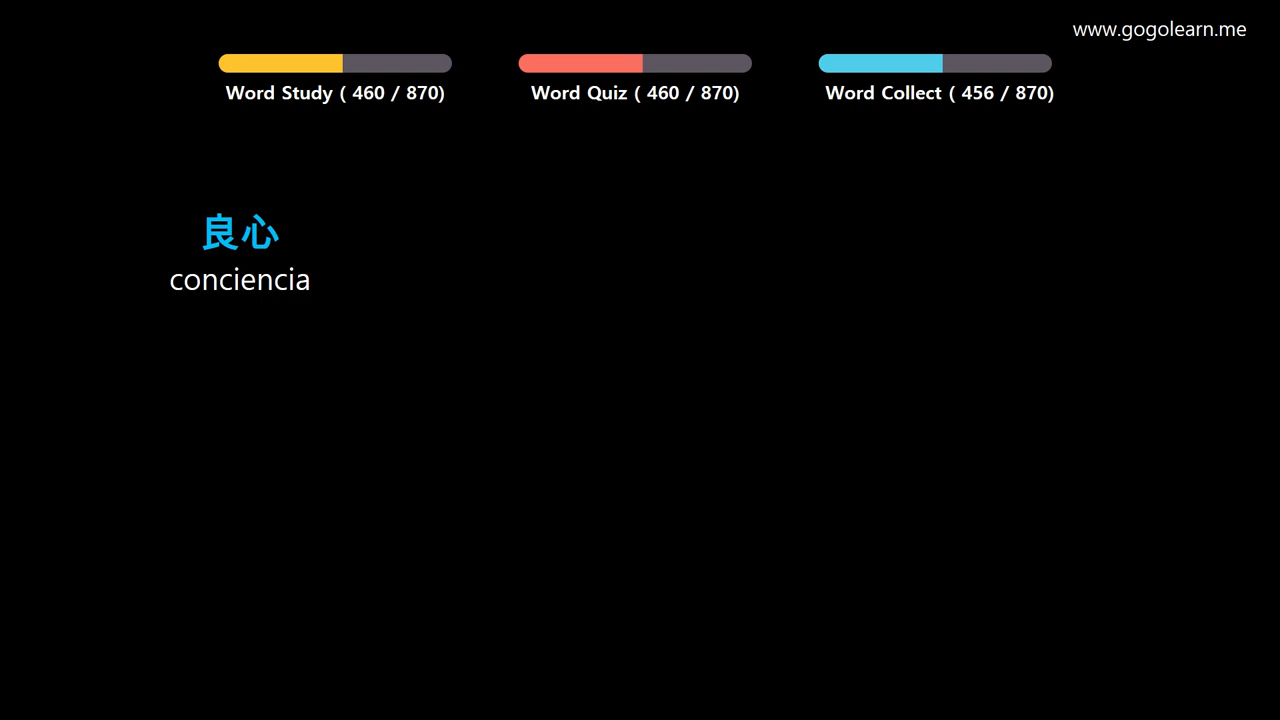 www.gogolearn.me
Word Study ( 460 / 870)
Word Quiz ( 460 / 870)
Word Collect ( 456 / 870)
良心
conciencia